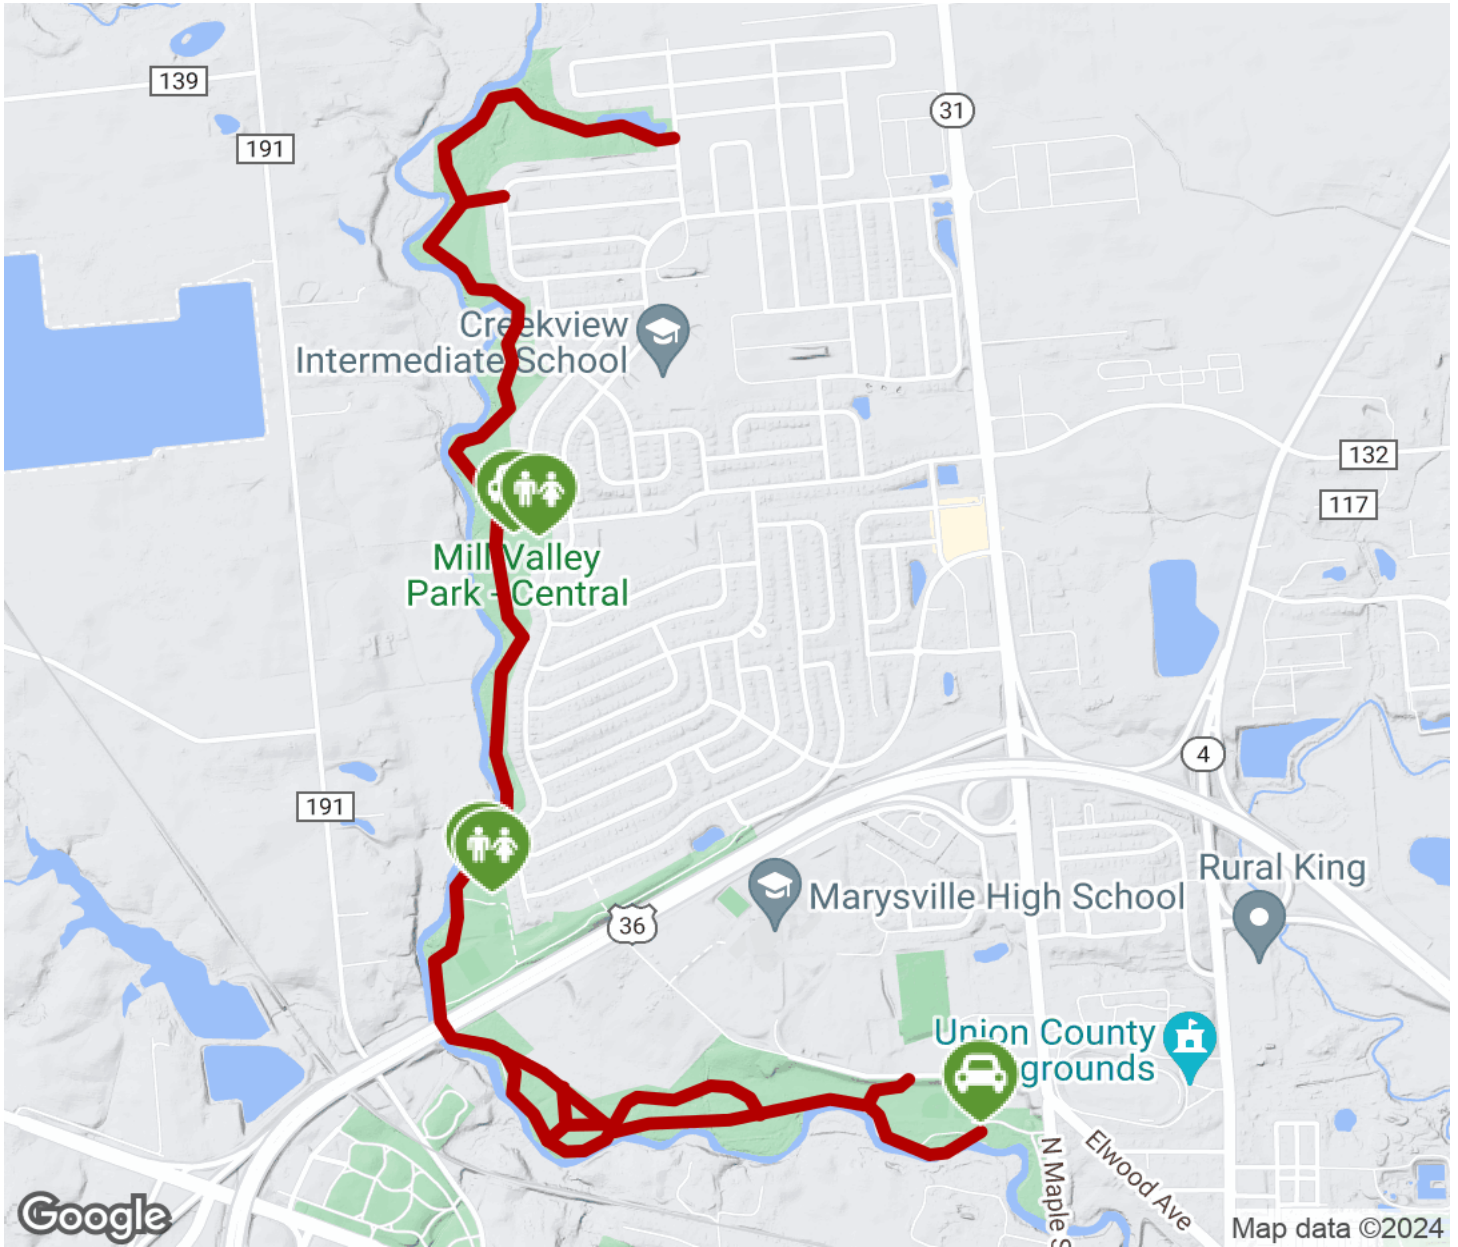 139
191
31
Creekview
Intermediate School
132
117
Mill Valley
Park - Central
4
191
Rural King
Marysville High School
36
Union County
grounds
Elwood Ave
N Maple S
Google
Map data ©2024